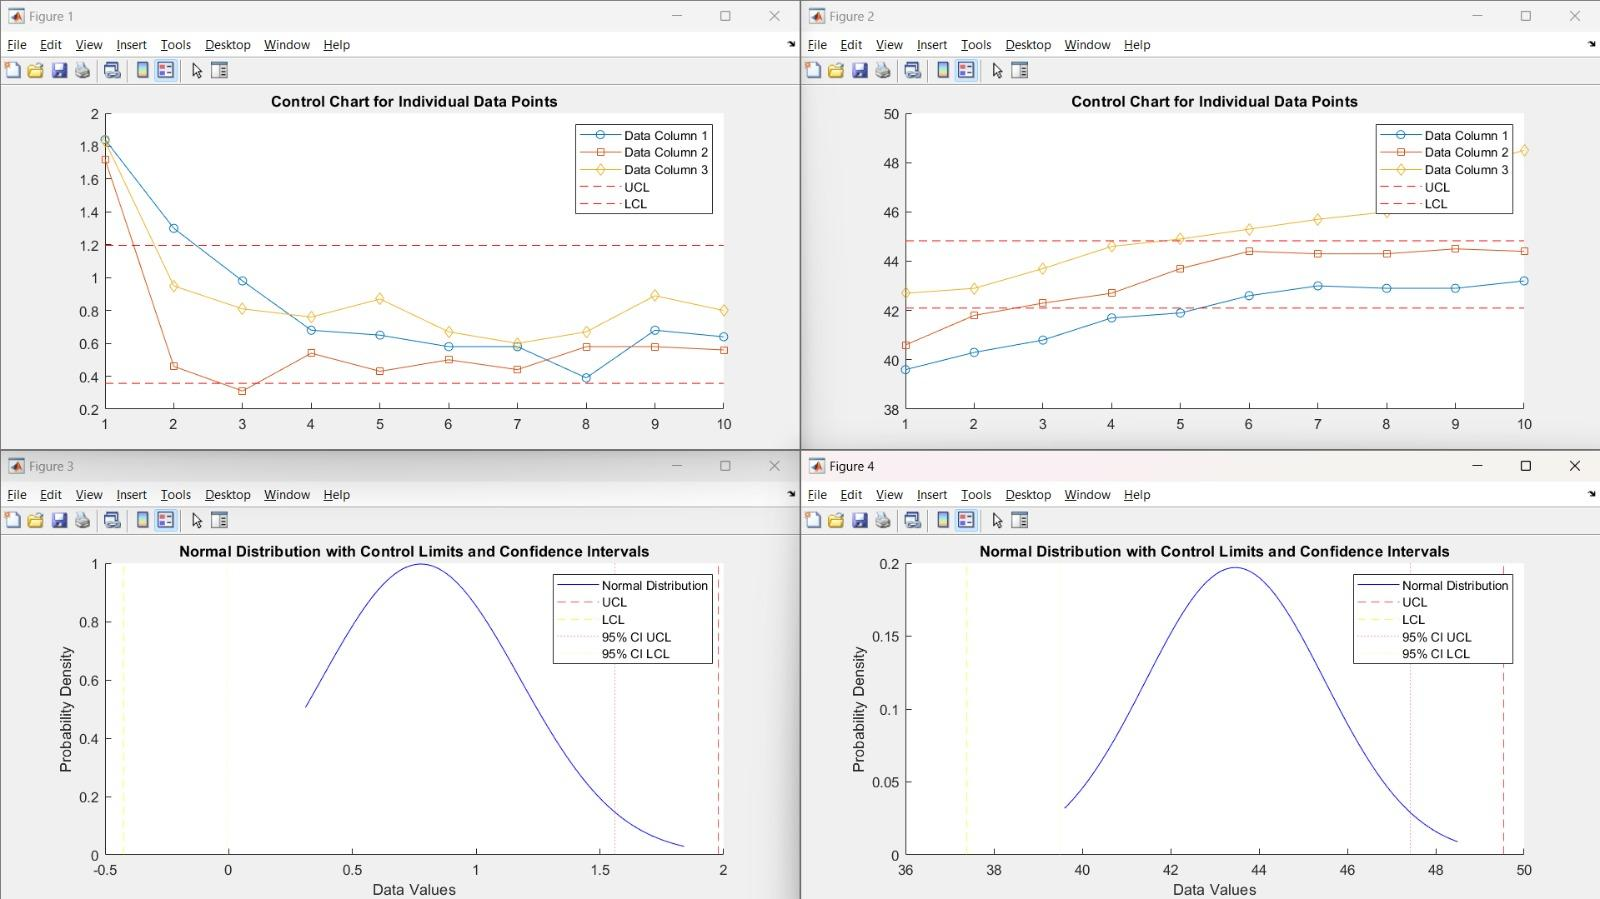 Figure 1
File Edit View Insert Tools Desktop Window Help
Control Chart for Individual Data Points
2
1.8
1.6
1.4
1.2
1
0.8
0.6
0.4
0.2
1 2 3 4 5 6 7 8 9 10
Data Column 1
Data Column 2
Data Column 3
UCL
LCL
Figure 2
File Edit View Insert Tools Desktop Window Help
Control Chart for Individual Data Points
50
48
46
44
42
40
38
1 2 3 4 5 6 7 8 9 10
Data Column 1
Data Column 2
Data Column 3
UCL
LCL
Figure 3
File Edit View Insert Tools Desktop Window Help
Normal Distribution with Control Limits and Confidence Intervals
Probability Density
1
0.8
0.6
0.4
0.2
0
-0.5 0 0.5 1 1.5 2
Data Values
Normal Distribution
UCL
LCL
95% CI UCL
95% CI LCL
Figure 4
File Edit View Insert Tools Desktop Window Help
Normal Distribution with Control Limits and Confidence Intervals
Probability Density
0.2
0.15
0.1
0.05
0
36 38 40 42 44 46 48 50
Data Values
Normal Distribution
UCL
LCL
95% CI UCL
95% CI LCL